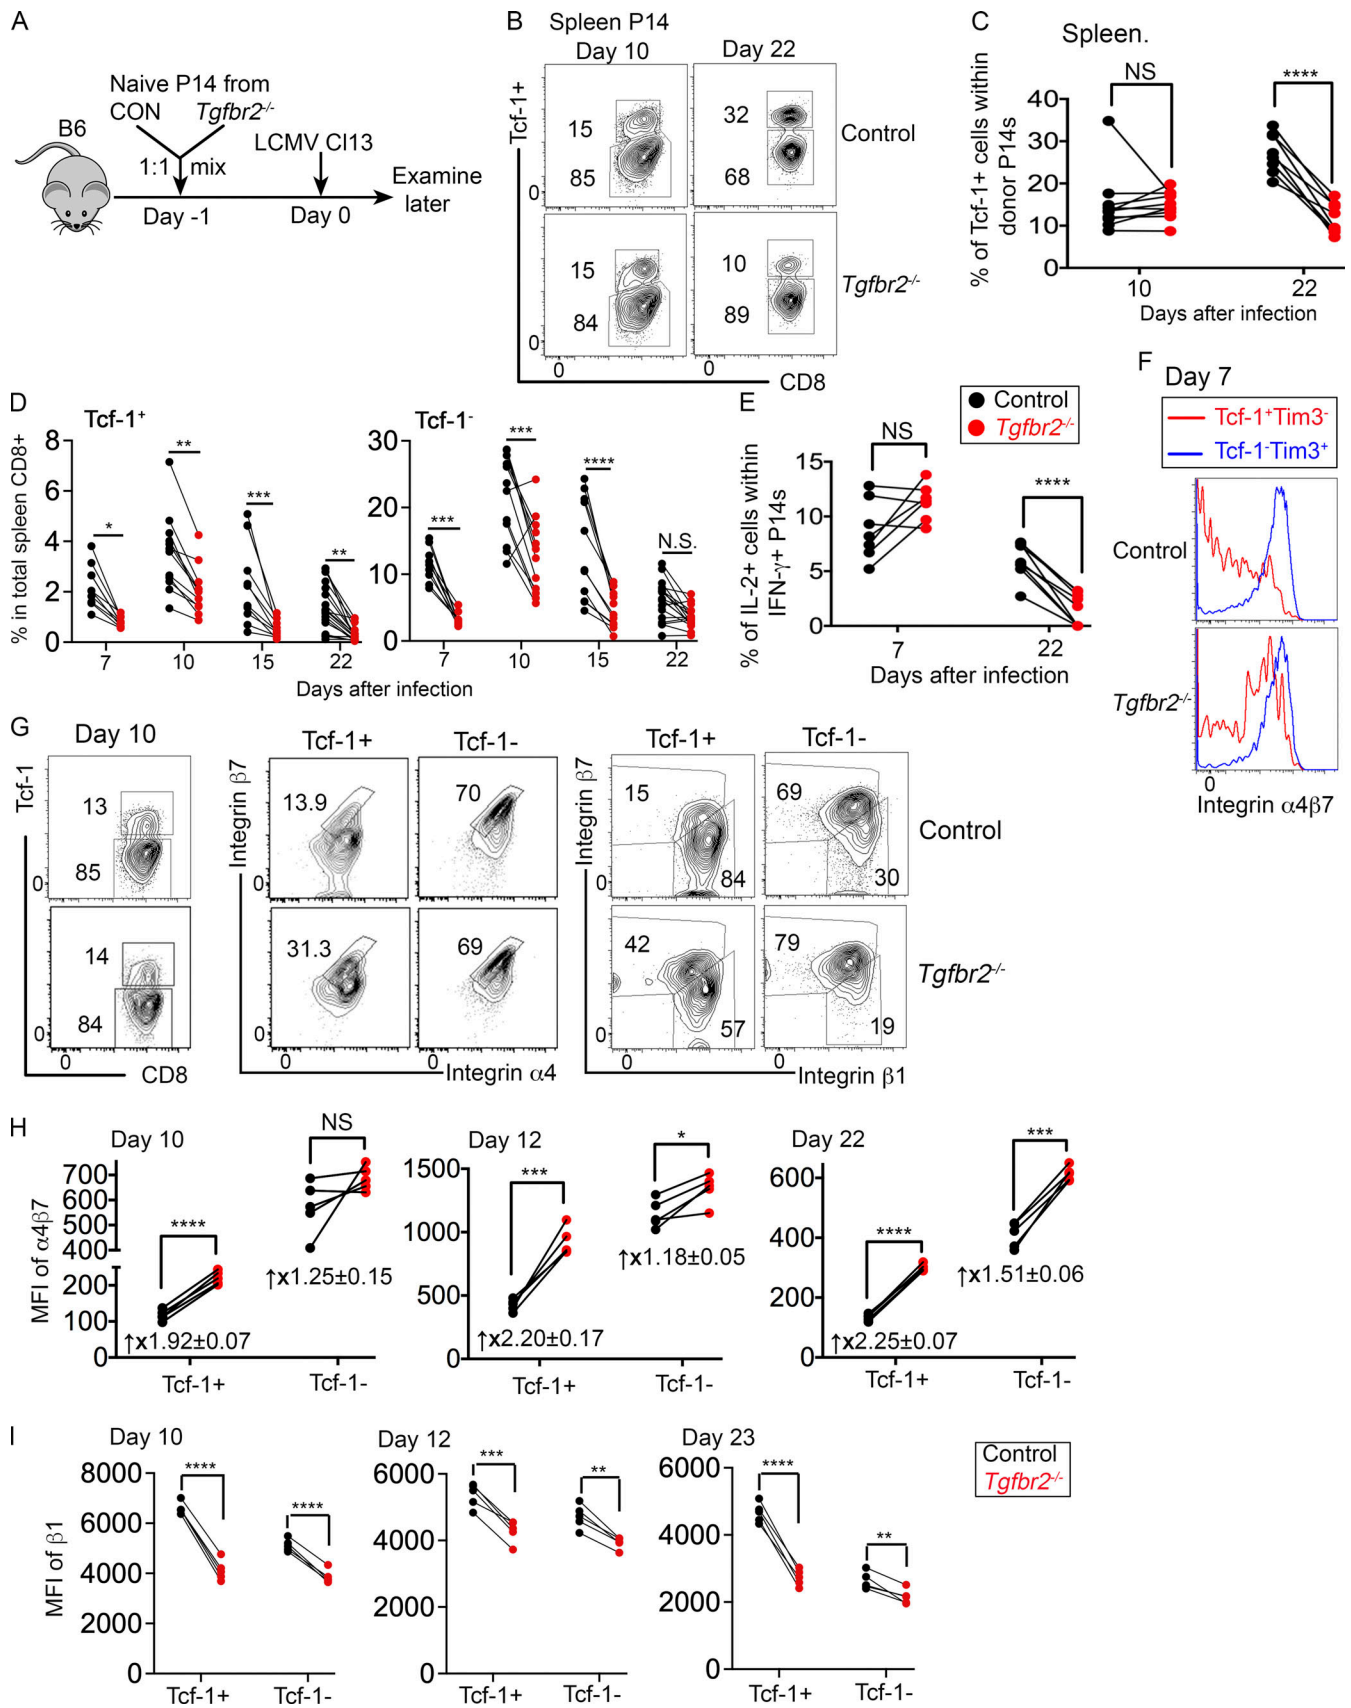 A
B6
Naive P14 from
CON
Tgfbr2-/-
1:1
mix
LCMV Cl13
Day -1
Day 0
Examine
later
B
Spleen P14
Day 10
Day 22
Tcf-1+
15
85
32
68
Control
0
15
84
10
89
Tgfbr2-/-
0
0
0
CD8
C
Spleen.
NS
****
% of Tcf-1+ cells within
donor P14s
40
30
20
10
0
10
22
Days after infection
D
Tcf-1+
Tcf-1-
% in total spleen CD8+
8
6
4
2
0
*
**
***
**
7
10
15
22
30
20
10
0
***
***
****
N.S.
7
10
15
22
Days after infection
E
Control
Tgfbr2-/-
% of IL-2+ cells within
IFN-γ+ P14s
15
10
5
0
NS
****
7
22
Days after infection
F
Day 7
Tcf-1+Tim3-
Tcf-1-Tim3+
Control
Tgfbr2-/-
0
Integrin α4β7
G
Day 10
Tcf-1
13
85
0
14
84
0
0
CD8
Tcf-1+
Tcf-1-
Integrin β7
13.9
70
0
31.3
69
0
0
0
Integrin α4
Tcf-1+
Tcf-1-
Integrin β7
15
84
69
30
Control
0
42
57
79
19
Tgfbr2-/-
0
0
0
Integrin β1
H
MFI of α4β7
Day 10
700
600
500
400
200
100
0
****
NS
↑x1.92±0.07
↑x1.25±0.15
Tcf-1+
Tcf-1-
Day 12
1500
1000
500
0
***
*
↑x2.20±0.17
↑x1.18±0.05
Tcf-1+
Tcf-1-
Day 22
600
400
200
0
****
***
↑x2.25±0.07
↑x1.51±0.06
Tcf-1+
Tcf-1-
I
MFI of β1
Day 10
8000
6000
4000
2000
0
****
****
Tcf-1+
Tcf-1-
Day 12
6000
4000
2000
0
***
**
Tcf-1+
Tcf-1-
Day 23
6000
4000
2000
0
****
**
Tcf-1+
Tcf-1-
Control
Tgfbr2-/-